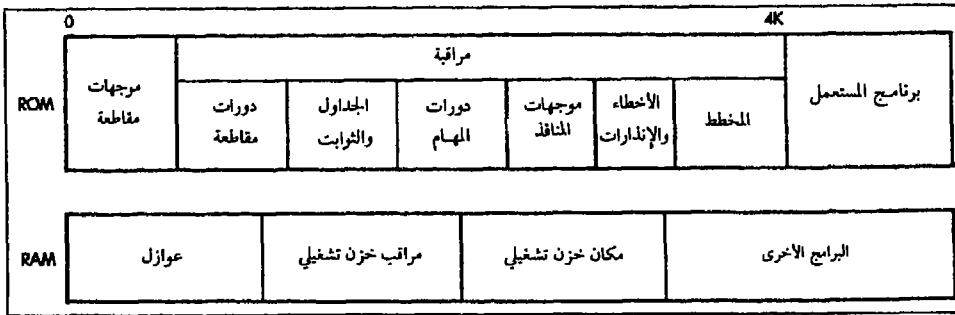 0 4K
ROM
موجهات
مقاطعة
مراقبة
دورات
مقاطعة
الجداول
والثوابت
دورات
المهام
موجهات
المنافذ
الأخطاء
والإنذارات
المخطط
برنامج المستعمل
RAM
عوازل
مراقب خزن تشغيلي
مكان خزن تشغيلي
البرامج الأخرى